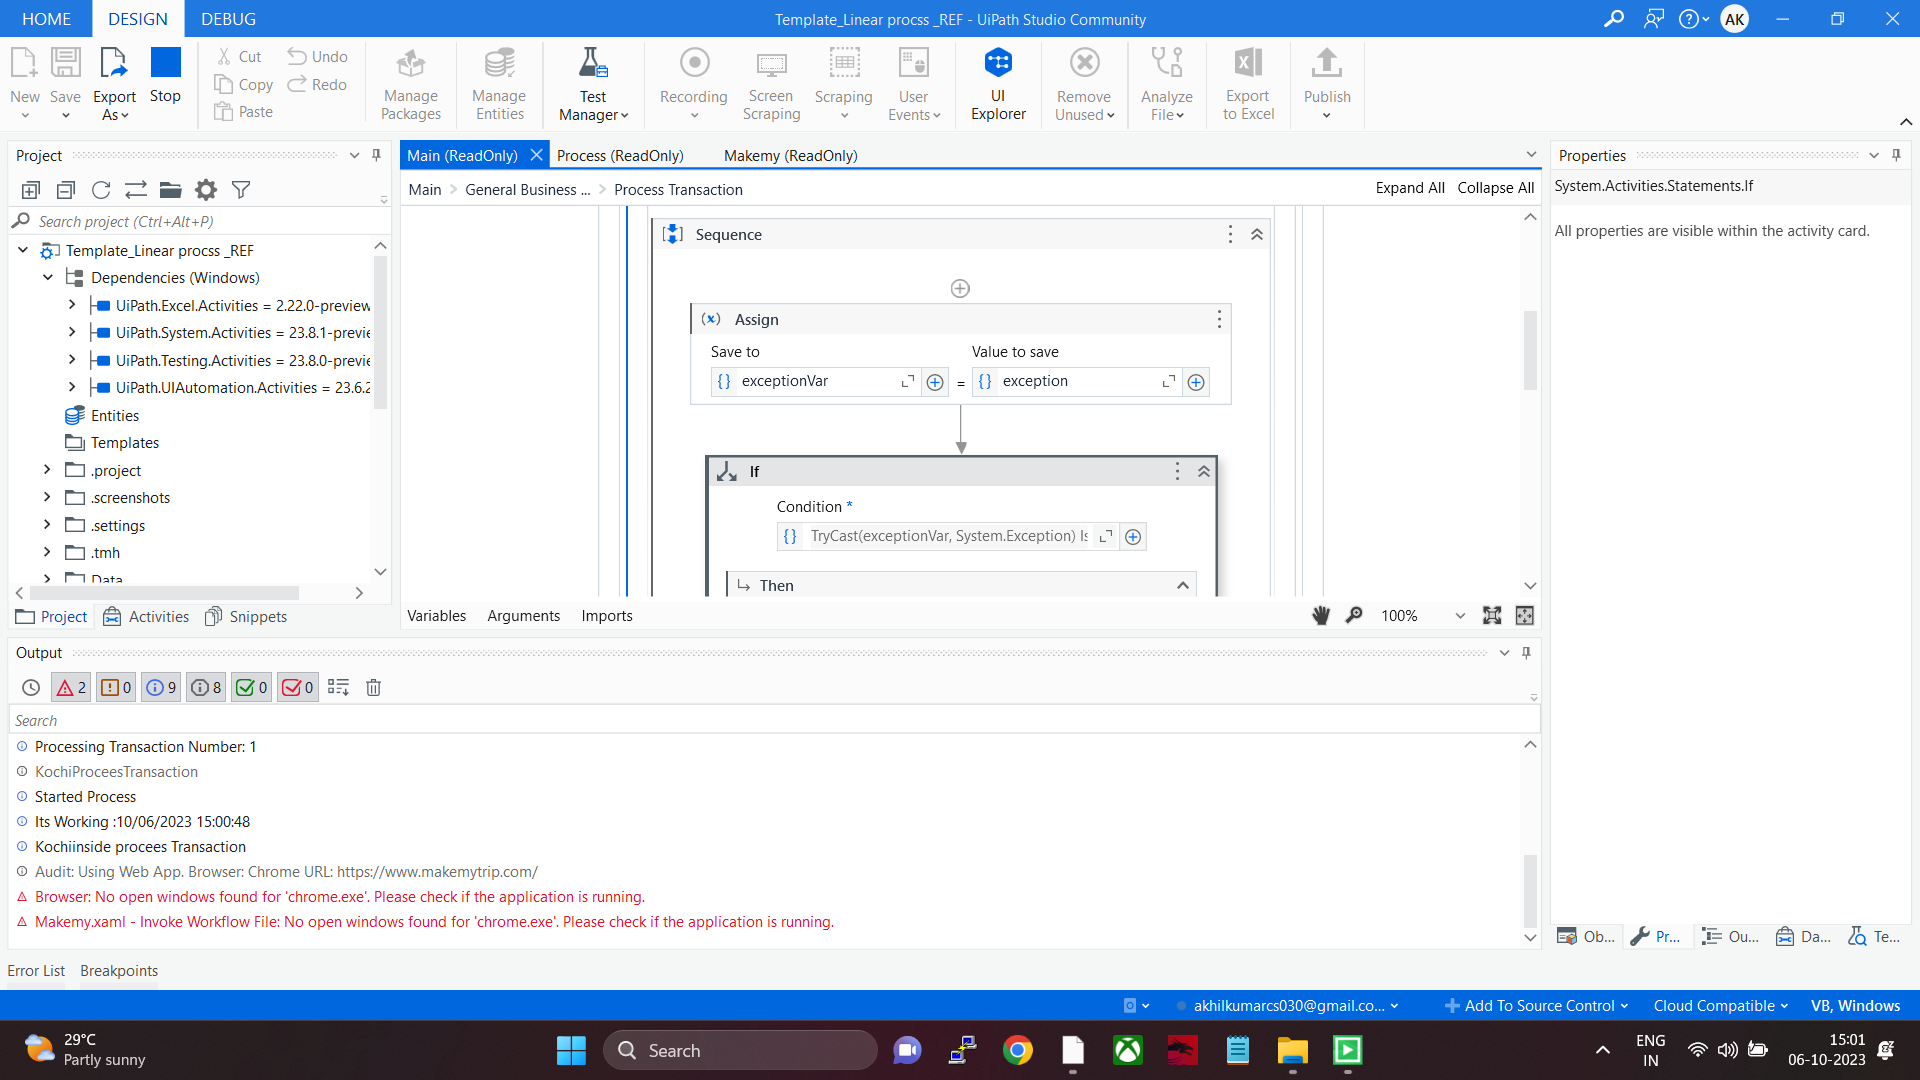 HOME DESIGN DEBUG
Template_Linear procss _REF - UiPath Studio Community
AK
New
Save
Export As
Stop
Cut
Copy
Paste
Undo
Redo
Manage Packages
Manage Entities
Test Manager
Recording
Screen Scraping
Scraping
User Events
UI Explorer
Remove Unused
Analyze File
Export to Excel
Publish
Project
Search project (Ctrl+Alt+P)
Template_Linear procss _REF
Dependencies (Windows)
UiPath.Excel.Activities = 2.22.0-preview
UiPath.System.Activities = 23.8.1-previe
UiPath.Testing.Activities = 23.8.0-previe
UiPath.UIAutomation.Activities = 23.6.2
Entities
Templates
.project
.screenshots
.settings
.tmh
Data
Project Activities Snippets
Main (ReadOnly) Process (ReadOnly) Makemy (ReadOnly)
Main > General Business ... > Process Transaction
Expand All Collapse All
Sequence
Assign
Save to Value to save
exceptionVar = exception
If
Condition *
TryCast(exceptionVar, System.Exception) Is
Then
Variables Arguments Imports
100%
Properties
System.Activities.Statements.If
All properties are visible within the activity card.
Ob... Pr... Ou... Da... Te...
Output
2 0 9 8 0 0
Search
Processing Transaction Number: 1
KochiProceesTransaction
Started Process
Its Working :10/06/2023 15:00:48
Kochiinside procees Transaction
Audit: Using Web App. Browser: Chrome URL: https://www.makemytrip.com/
Browser: No open windows found for 'chrome.exe'. Please check if the application is running.
Makemy.xaml - Invoke Workflow File: No open windows found for 'chrome.exe'. Please check if the application is running.
Error List Breakpoints
akhilkumarcs030@gmail.co... Add To Source Control Cloud Compatible VB, Windows
29°C
Partly sunny
Search
ENG
IN
15:01
06-10-2023